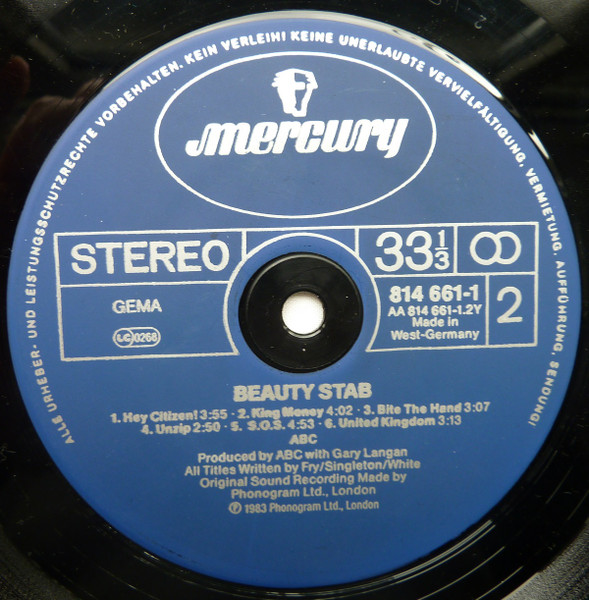 ALLE URHEBER- UND LEISTUNGSSCHUTZRECHTE VORBEHALTEN. KEIN VERLEIH! KEINE UNERLAUBTE VERVIELFÄLTIGUNG, VERMIETUNG, AUFFÜHRUNG, SENDUNG!
mercury
STEREO
33 1/3
GEMA
LC 0268
814 661-1
AA 814 661-1.2Y
Made in
West-Germany
2
BEAUTY STAB
1. Hey Citizen! 3:55 · 2. King Money 4:02 · 3. Bite The Hand 3:07
4. Unzip 2:50 · 5. S.O.S. 4:53 · 6. United Kingdom 3:13
ABC
Produced by ABC with Gary Langan
All Titles Written by Fry/Singleton/White
Original Sound Recording Made by
Phonogram Ltd., London
℗ 1983 Phonogram Ltd., London